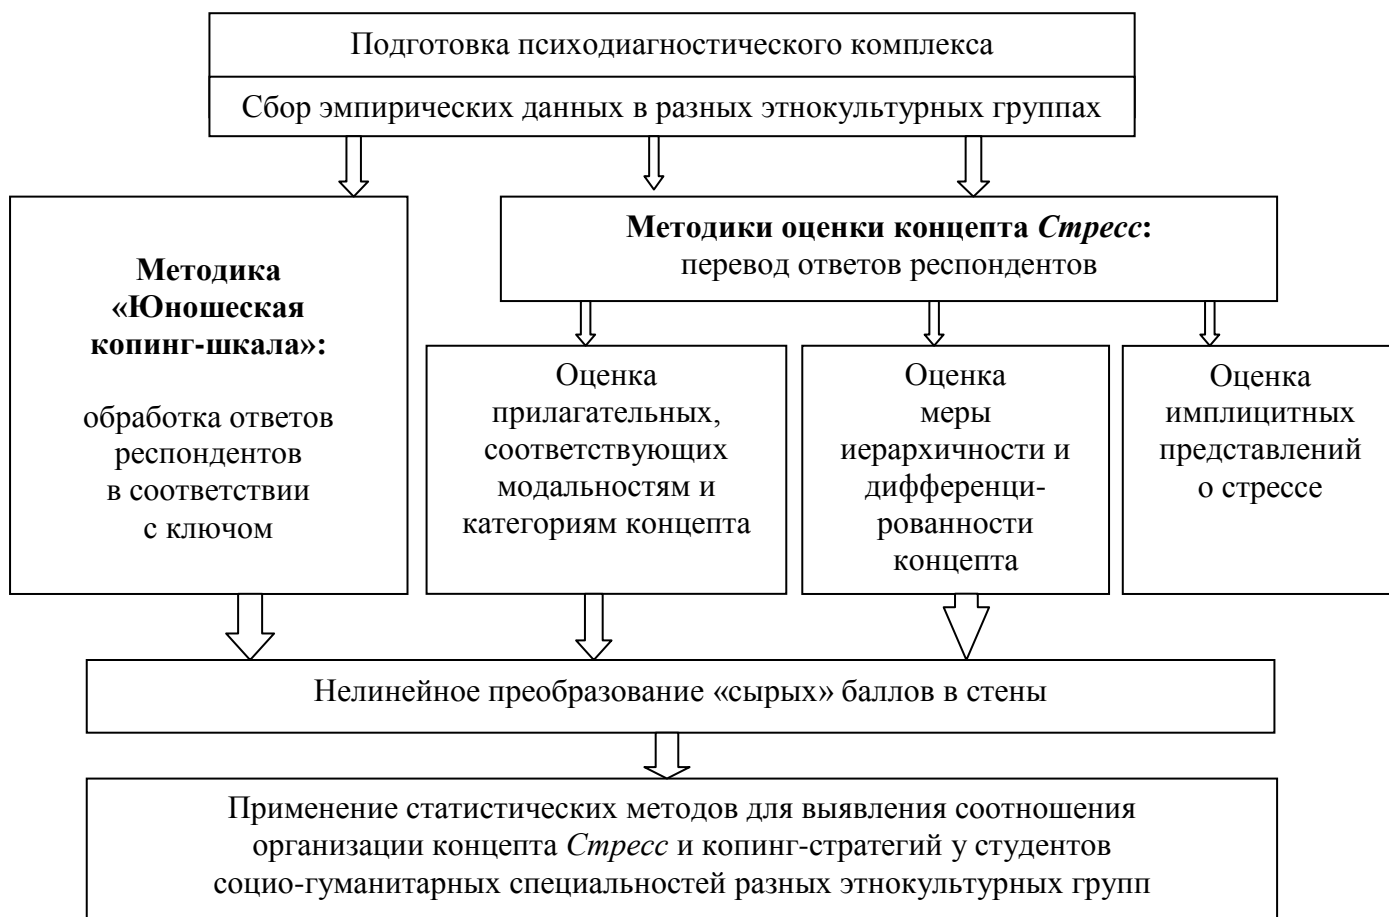 Подготовка психодиагностического комплекса
Сбор эмпирических данных в разных этнокультурных группах
Методика
«Юношеская
копинг-шкала»:
обработка ответов
респондентов
в соответствии
с ключом
Методики оценки концепта Стресс:
перевод ответов респондентов
Оценка
прилагательных,
соответствующих
модальностям и
категориям концепта
Оценка
меры
иерархичности и
дифференци-
рованности
концепта
Оценка
имплицитных
представлений
о стрессе
Нелинейное преобразование «сырых» баллов в стены
Применение статистических методов для выявления соотношения
организации концепта Стресс и копинг-стратегий у студентов
социо-гуманитарных специальностей разных этнокультурных групп